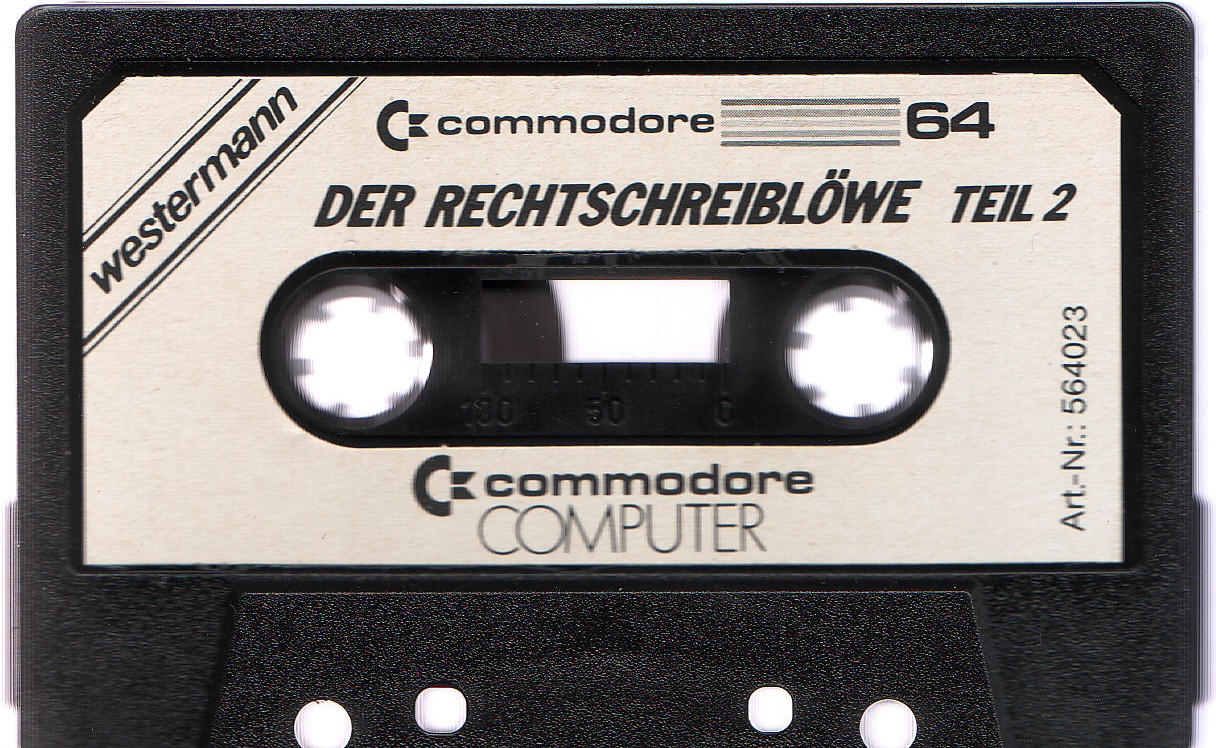 westermann
commodore 64
DER RECHTSCHREIBLÖWE TEIL 2
100 50 0
Art.-Nr.: 564023
commodore
COMPUTER